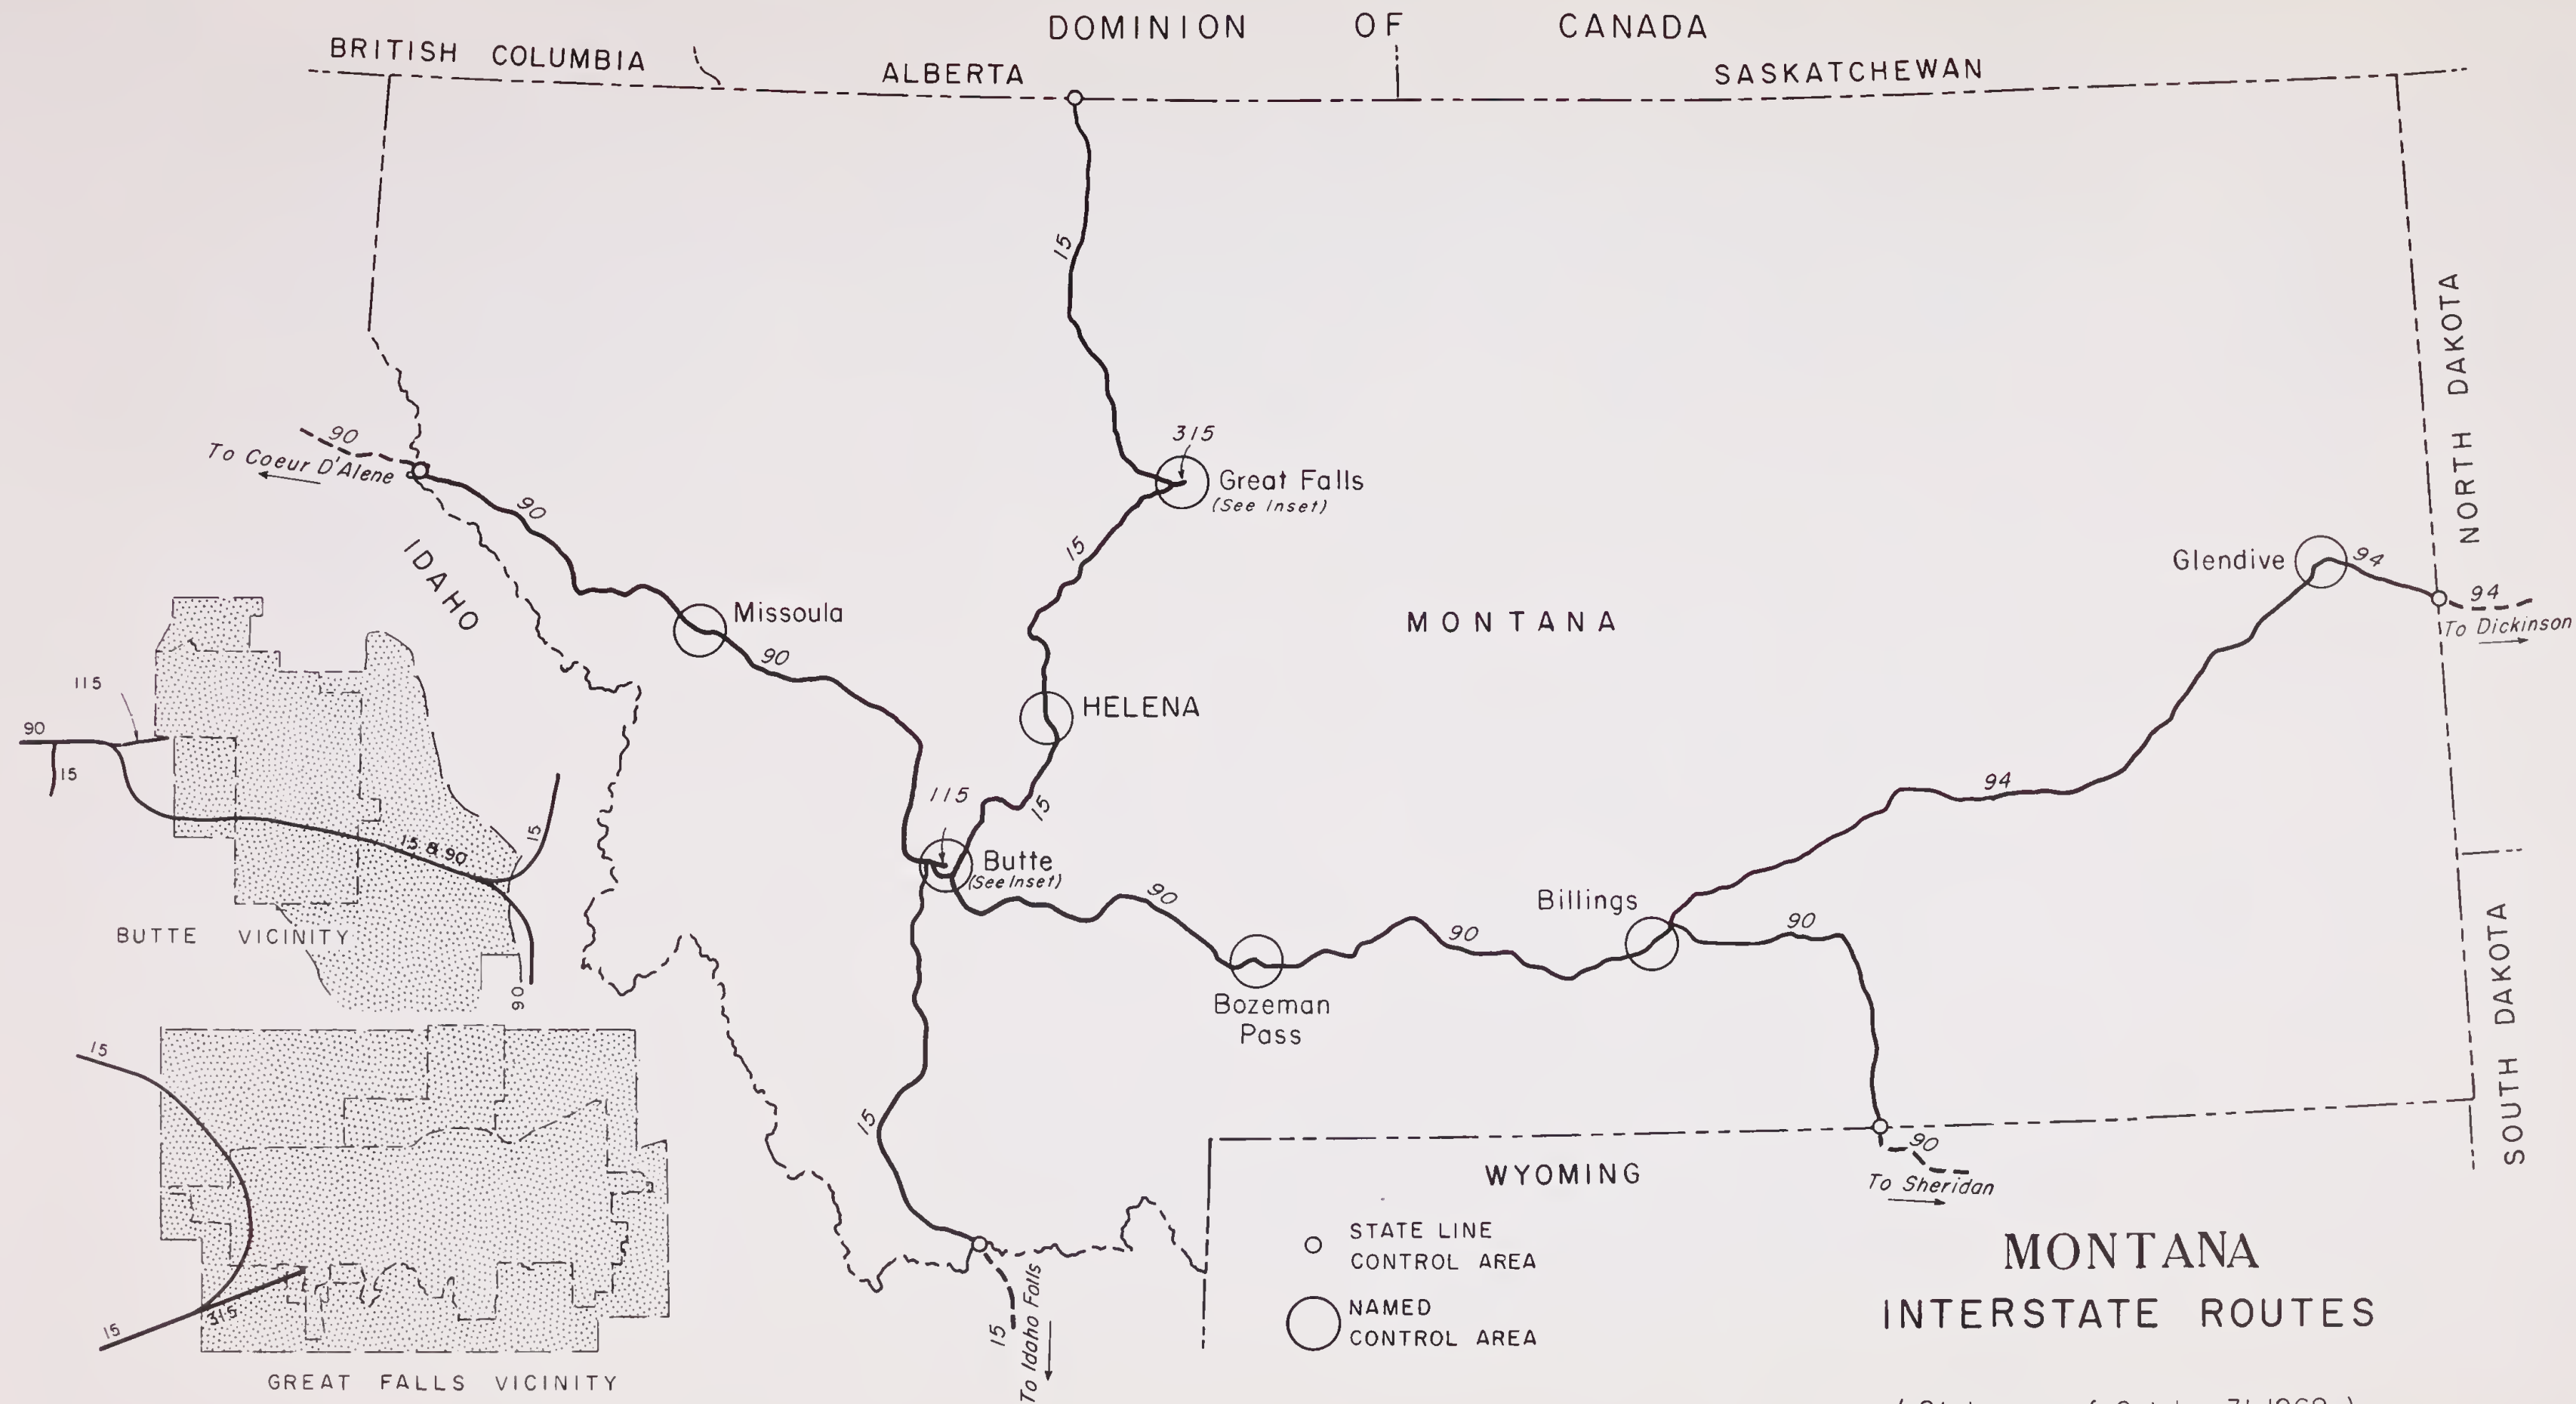 DOMINION OF CANADA
BRITISH COLUMBIA
ALBERTA
SASKATCHEWAN
15
NORTH DAKOTA
90
To Coeur D'Alene
315
Great Falls
(See Inset)
90
15
IDAHO
Glendive
94
94
To Dickinson
Missoula
MONTANA
90
HELENA
115
90
15
94
115
15
15
15 & 90
Butte
(See Inset)
90
Billings
90
90
SOUTH DAKOTA
BUTTE VICINITY
90
Bozeman
Pass
15
15
90
To Sheridan
WYOMING
STATE LINE
CONTROL AREA
NAMED
CONTROL AREA
MONTANA
INTERSTATE ROUTES
15
315
15
To Idaho Falls
GREAT FALLS VICINITY